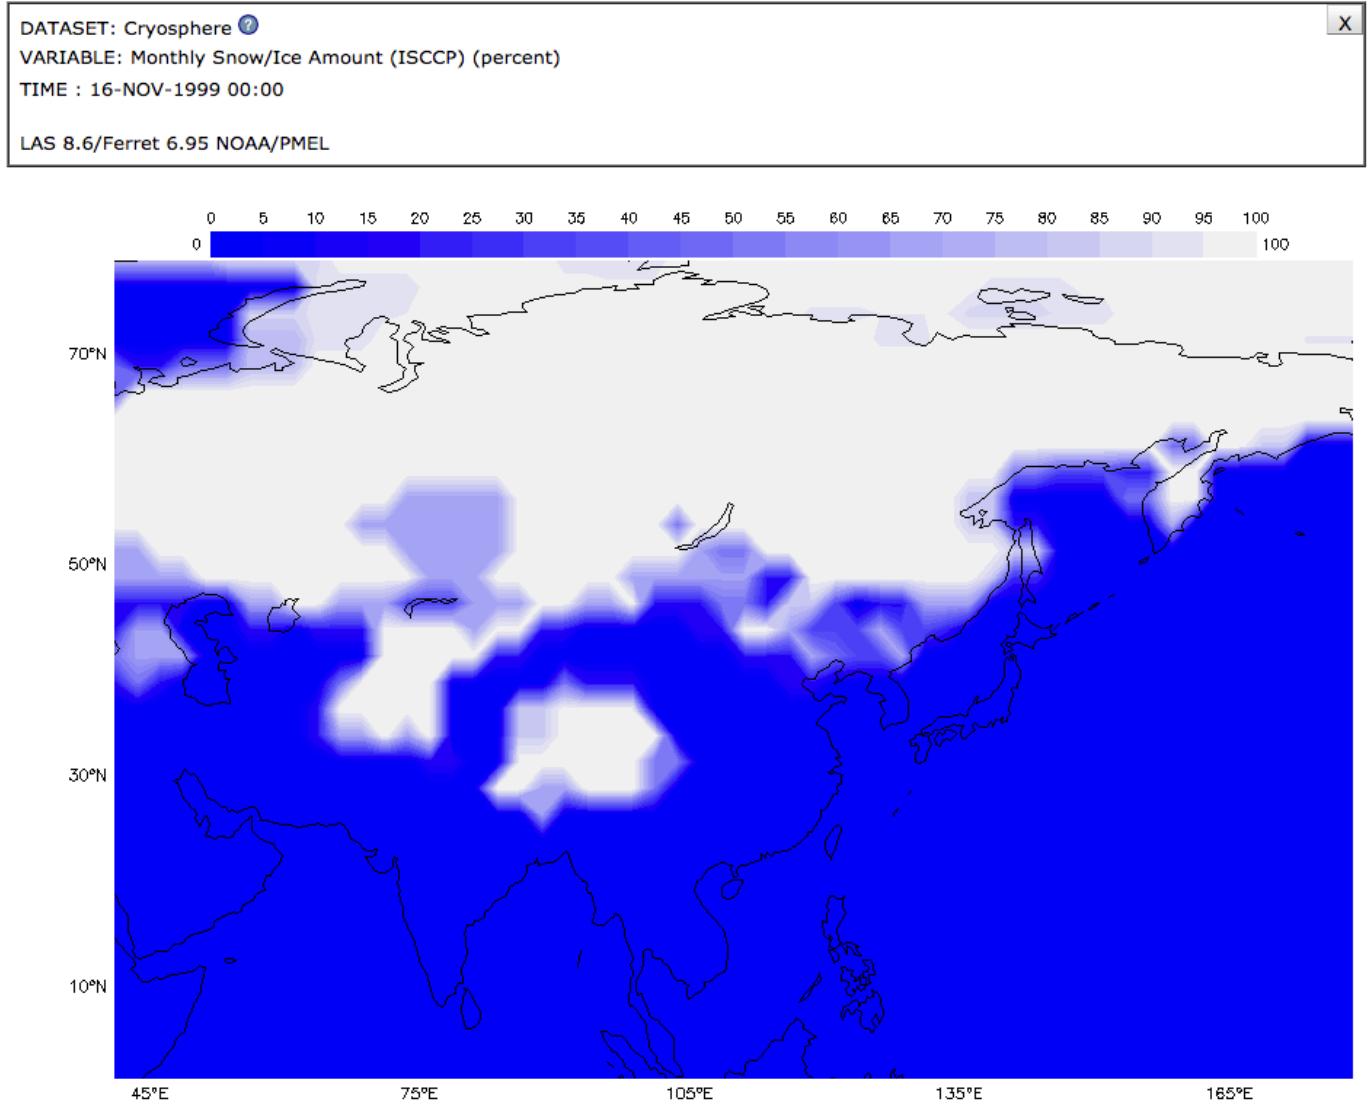 DATASET: Cryosphere ?
X
VARIABLE: Monthly Snow/Ice Amount (ISCCP) (percent)
TIME : 16-NOV-1999 00:00
LAS 8.6/Ferret 6.95 NOAA/PMEL
0 5 10 15 20 25 30 35 40 45 50 55 60 65 70 75 80 85 90 95 100
0 100
70°N
50°N
30°N
10°N
45°E 75°E 105°E 135°E 165°E